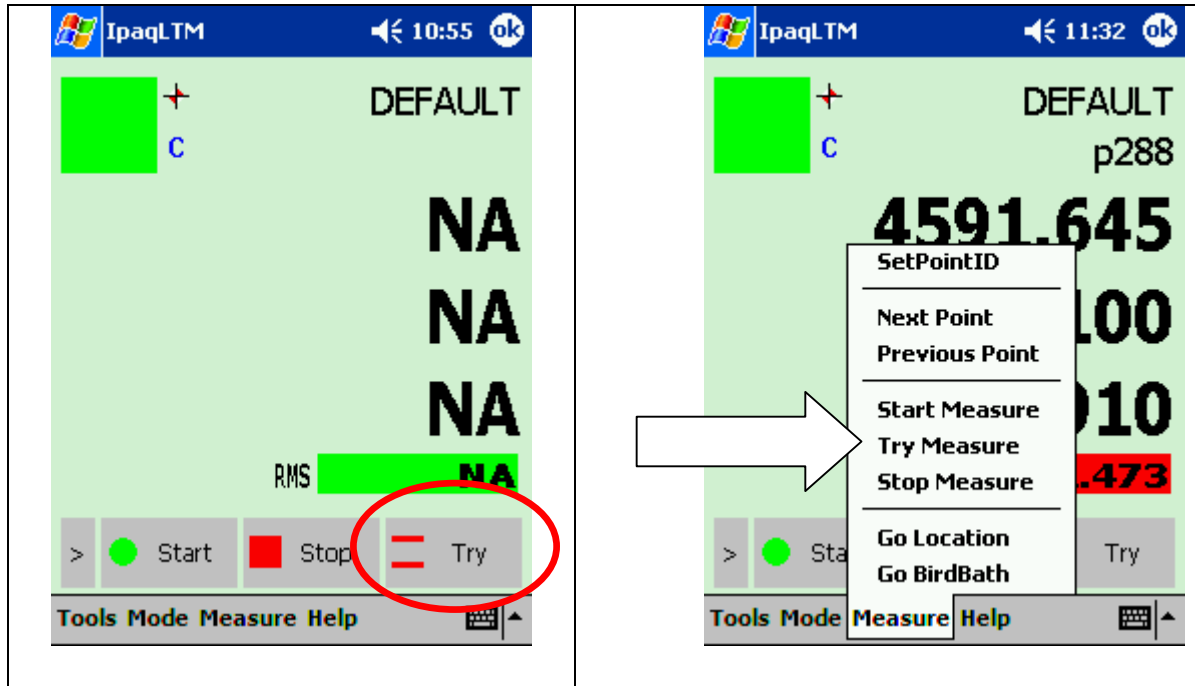 IpaqLTM 10:55 ok
DEFAULT
C
NA
NA
NA
RMS NA
> Start Stop Try
Tools Mode Measure Help
IpaqLTM 11:32 ok
DEFAULT
C
p288
4591.645
SetPointID
Next Point
100
Previous Point
Start Measure
910
Try Measure
Stop Measure
.473
Go Location
> Sta Try
Go BirdBath
Tools Mode Measure Help